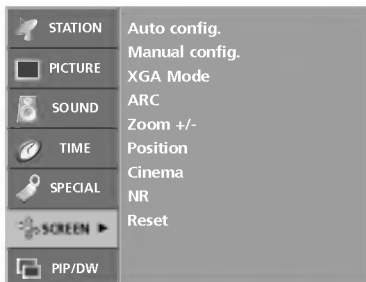 STATION
PICTURE
SOUND
TIME
SPECIAL
SCREEN
PIP/DW
Auto config.
Manual config.
XGA Mode
ARC
Zoom +/-
Position
Cinema
NR
Reset